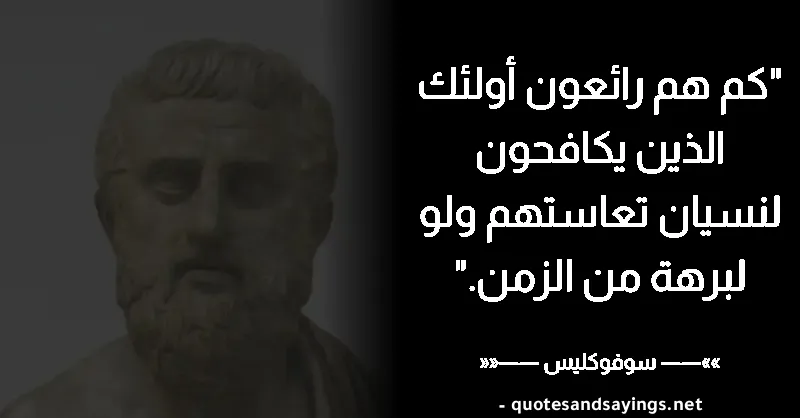 "كم هم رائعون أولئك
الذين يكافحون
لنسيان تعاستهم ولو
لبرهة من الزمن."
»»—— سوفوكليس ——««
- quotesandsayings.net